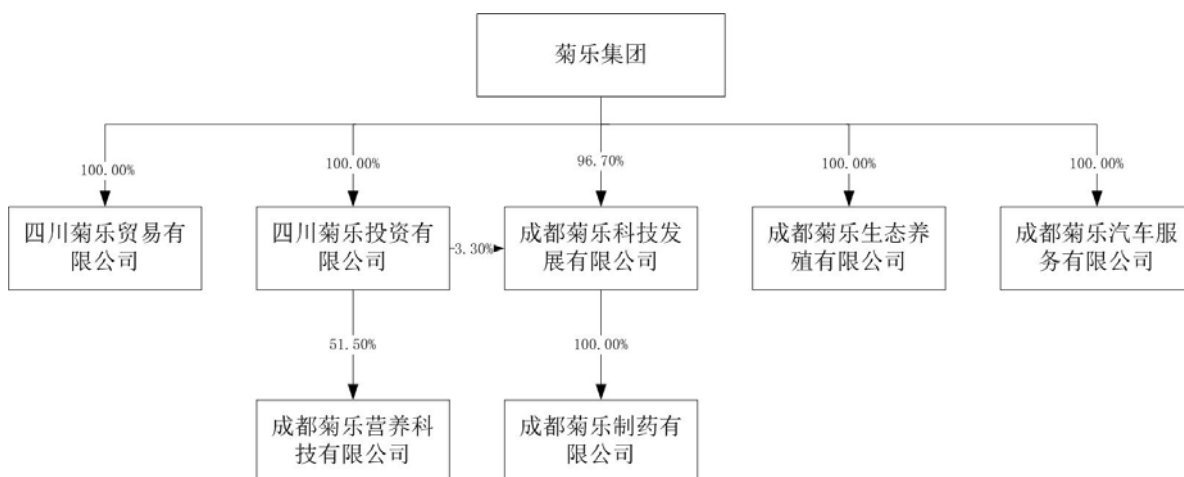 菊乐集团
100.00%
100.00%
96.70%
100.00%
100.00%
四川菊乐贸易有
限公司
四川菊乐投资有
限公司
3.30%
成都菊乐科技发
展有限公司
成都菊乐生态养
殖有限公司
成都菊乐汽车服
务有限公司
51.50%
100.00%
成都菊乐营养科
技有限公司
成都菊乐制药有
限公司